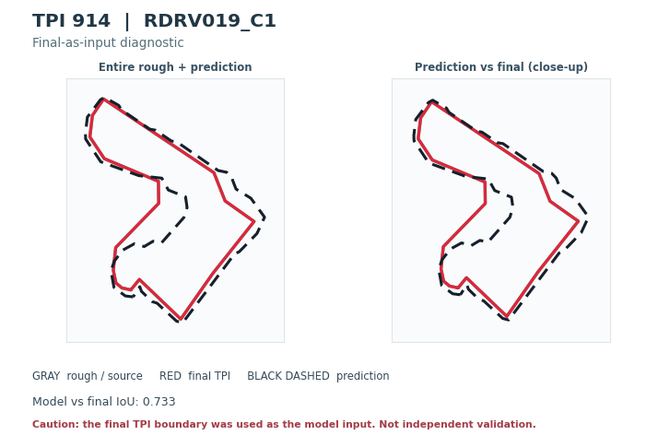 TPI 914 | RDRV019_C1
Final-as-input diagnostic
Entire rough + prediction
Prediction vs final (close-up)
GRAY rough / source RED final TPI BLACK DASHED prediction
Model vs final IoU: 0.733
Caution: the final TPI boundary was used as the model input. Not independent validation.